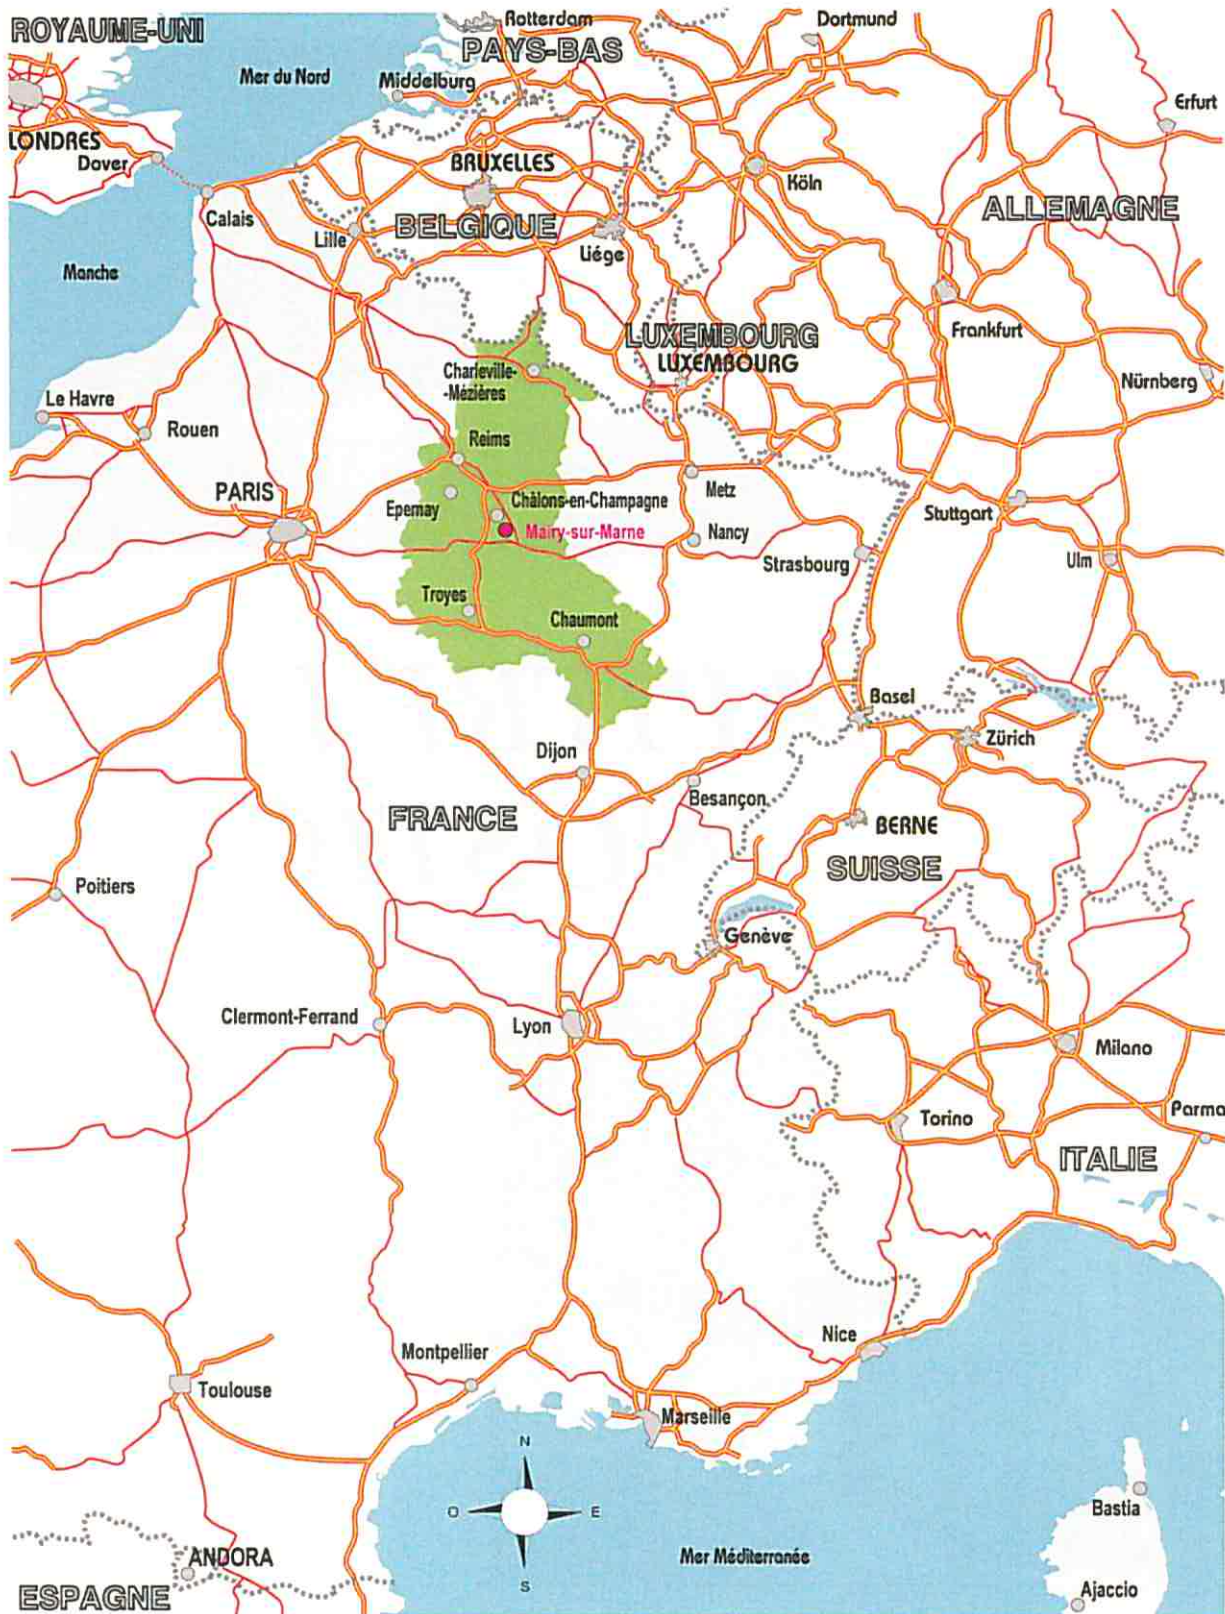 Rotterdam
Dortmund
ROYAUME-UNI
PAYS-BAS
Mer du Nord
Middelburg
Erfurt
LONDRES
Dover
BRUXELLES
Köln
Calais
ALLEMAGNE
BELGIQUE
Lille
Liége
Manche
Frankfurt
LUXEMBOURG
LUXEMBOURG
Charleville-
-Mézières
Nürnberg
Le Havre
Rouen
Reims
PARIS
Metz
Epernay
Châlons-en-Champagne
Stuttgart
Mairy-sur-Marne
Nancy
Strasbourg
Ulm
Troyes
Chaumont
Basel
Zürich
Dijon
Besançon
FRANCE
BERNE
SUISSE
Poitiers
Genève
Clermont-Ferrand
Lyon
Milano
Parma
Torino
ITALIE
Nice
Montpellier
Toulouse
Marseille
N
O
E
S
Bastia
Mer Méditerranée
ANDORA
ESPAGNE
Ajaccio